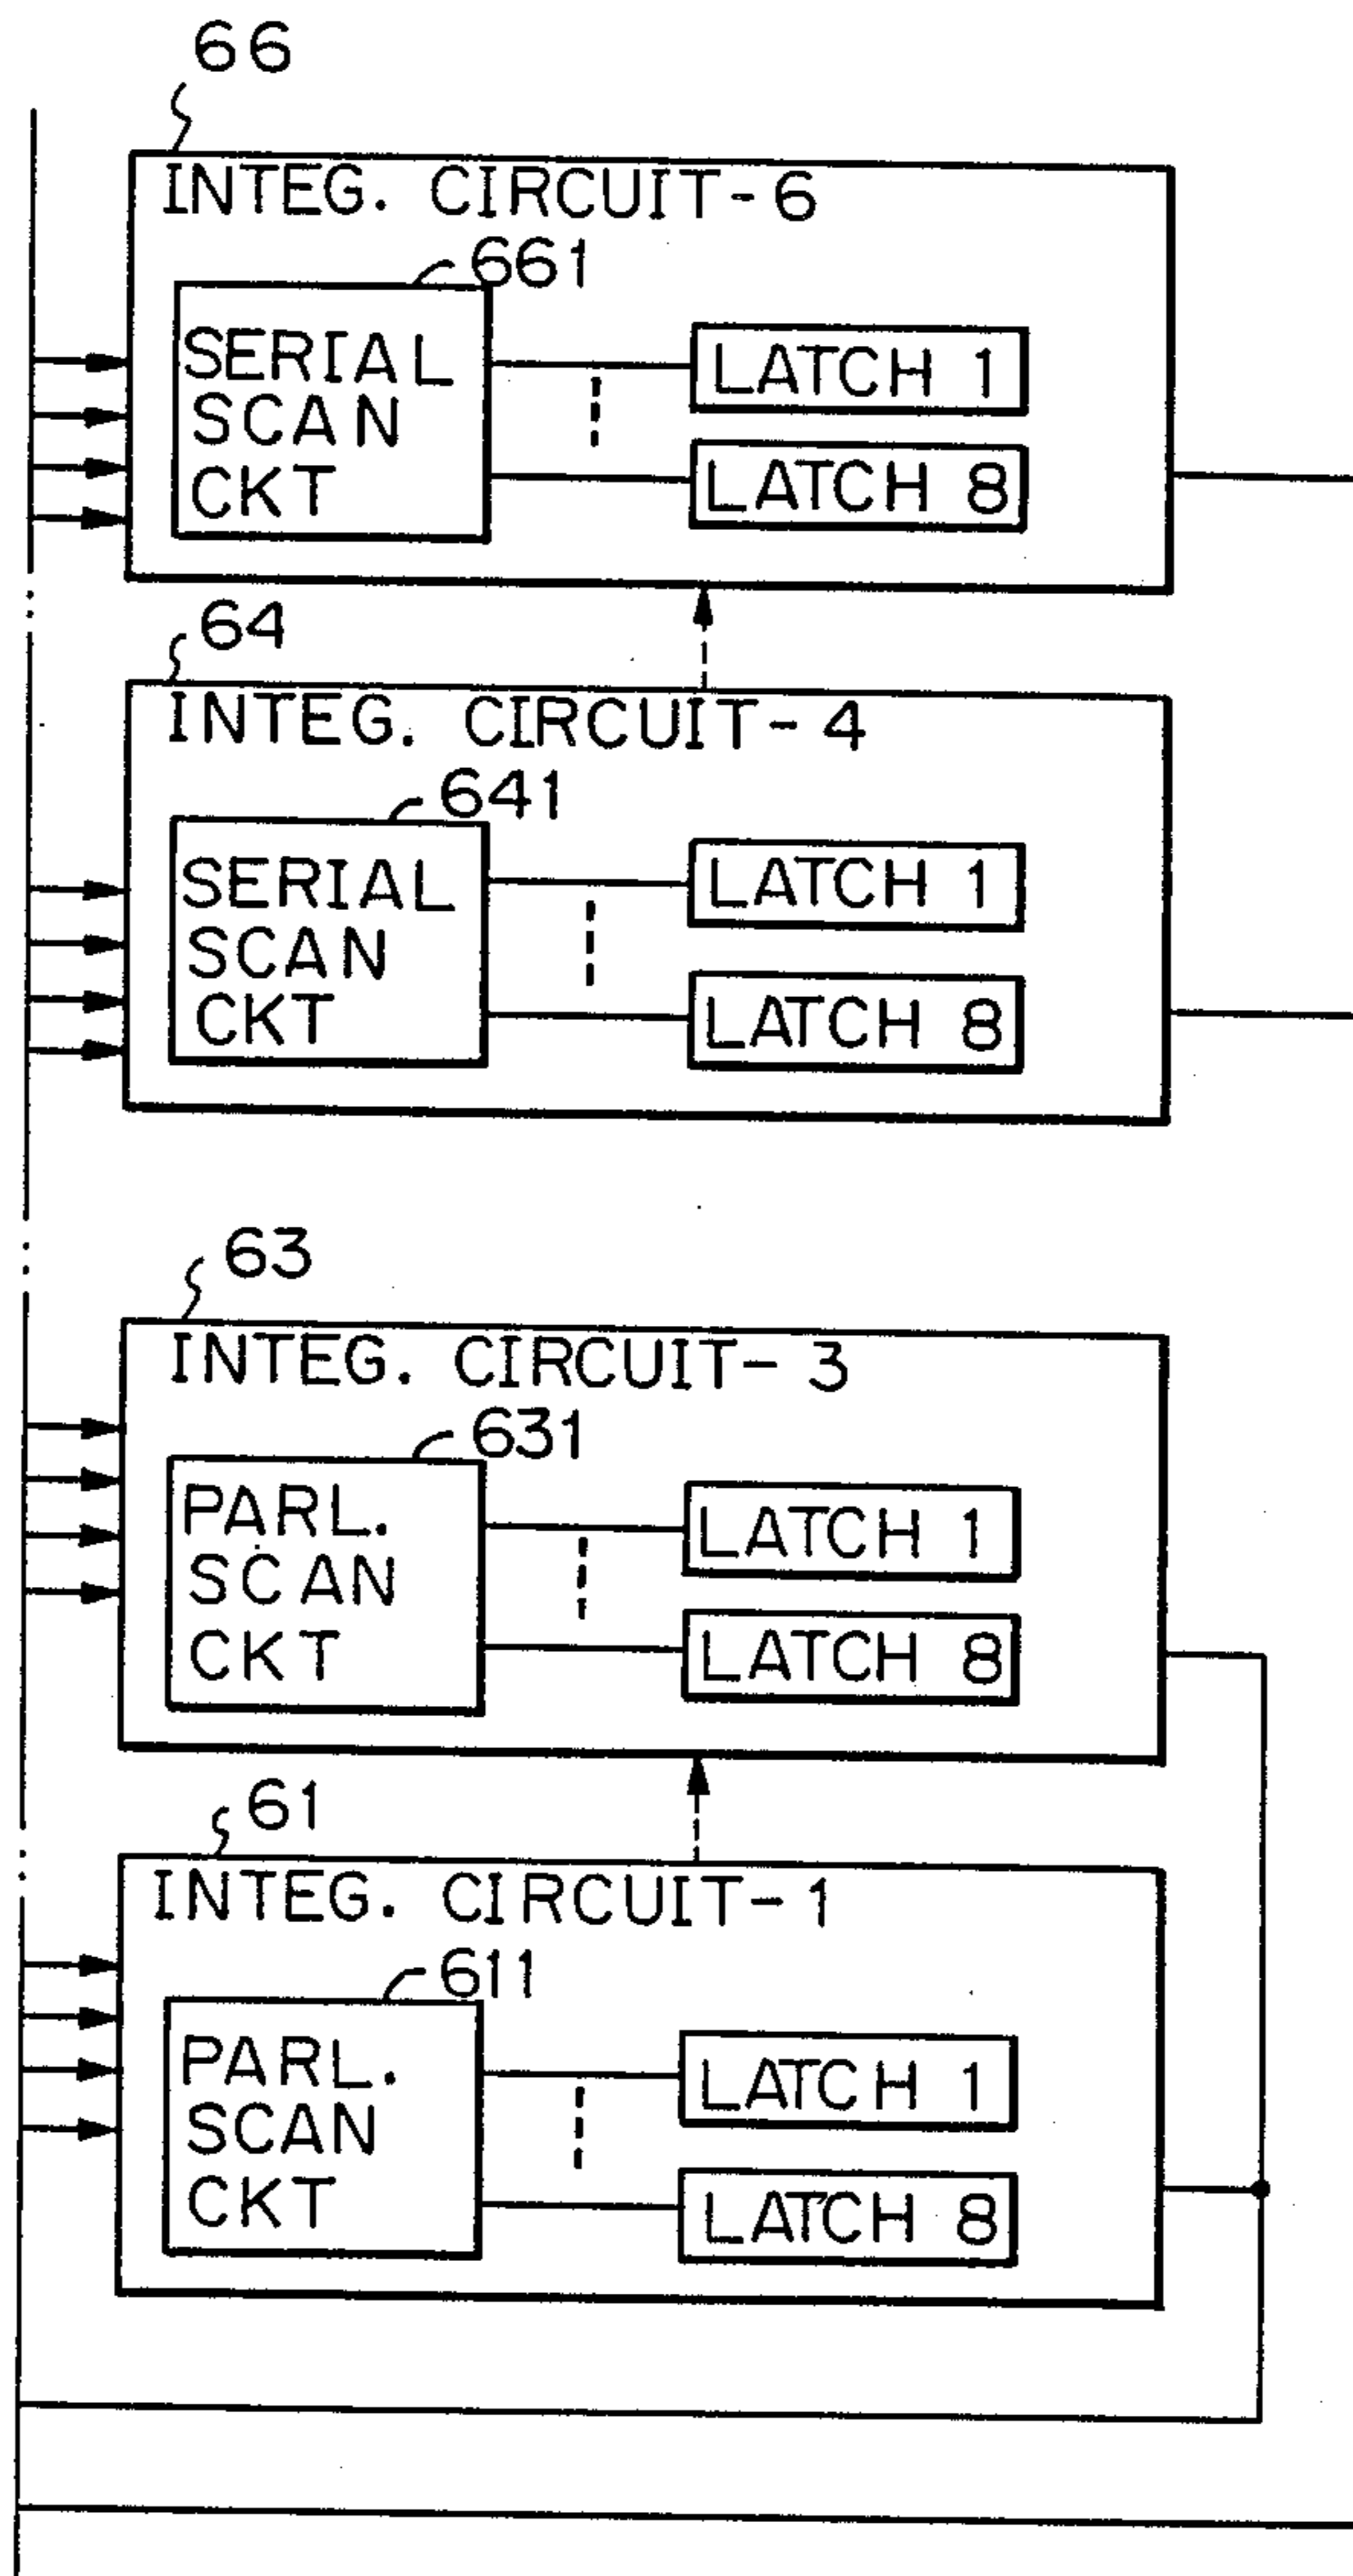 66
INTEG. CIRCUIT-6
661
SERIAL
SCAN
CKT
LATCH 1
LATCH 8
64
INTEG. CIRCUIT-4
641
SERIAL
SCAN
CKT
LATCH 1
LATCH 8
63
INTEG. CIRCUIT-3
631
PARL.
SCAN
CKT
LATCH 1
LATCH 8
61
INTEG. CIRCUIT-1
611
PARL.
SCAN
CKT
LATCH 1
LATCH 8